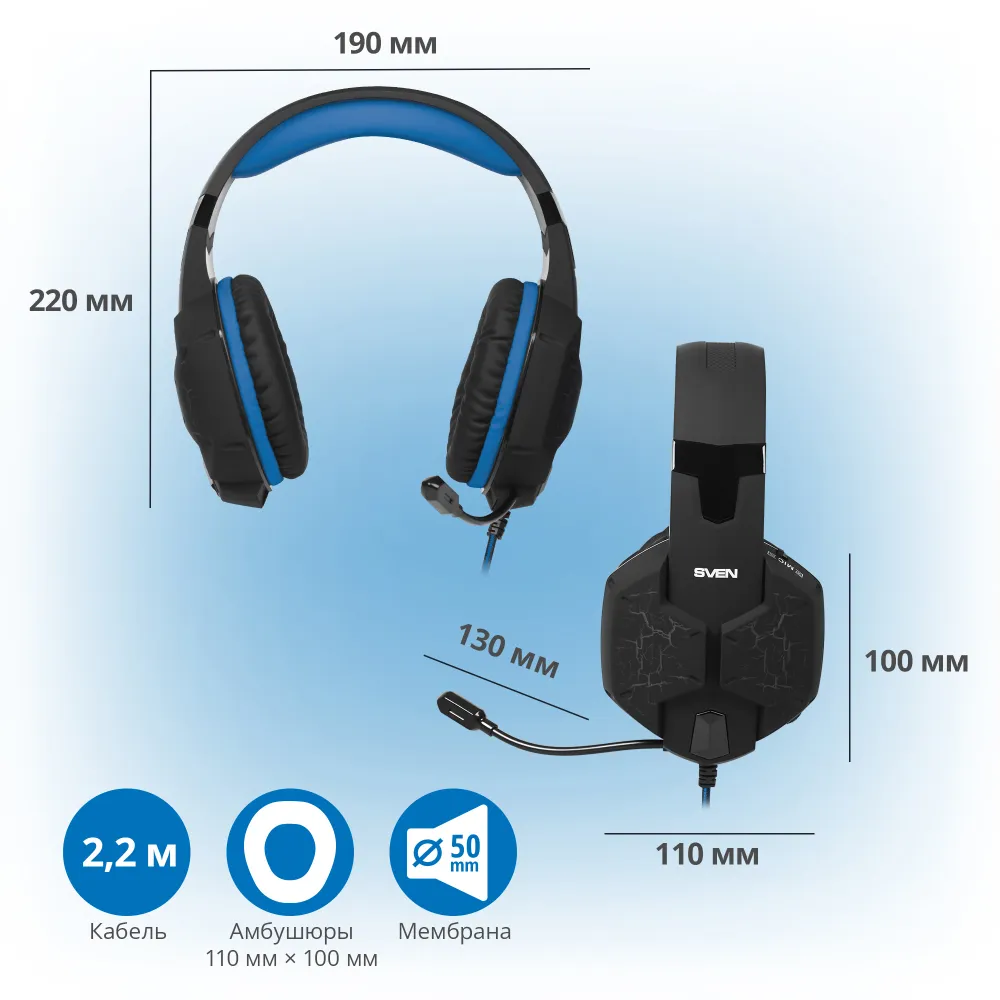 190 мм
220 мм
SVEN
MIC
130 мм
100 мм
110 мм
2,2 м
Ø 50
mm
Кабель
Амбушюры
110 мм × 100 мм
Мембрана